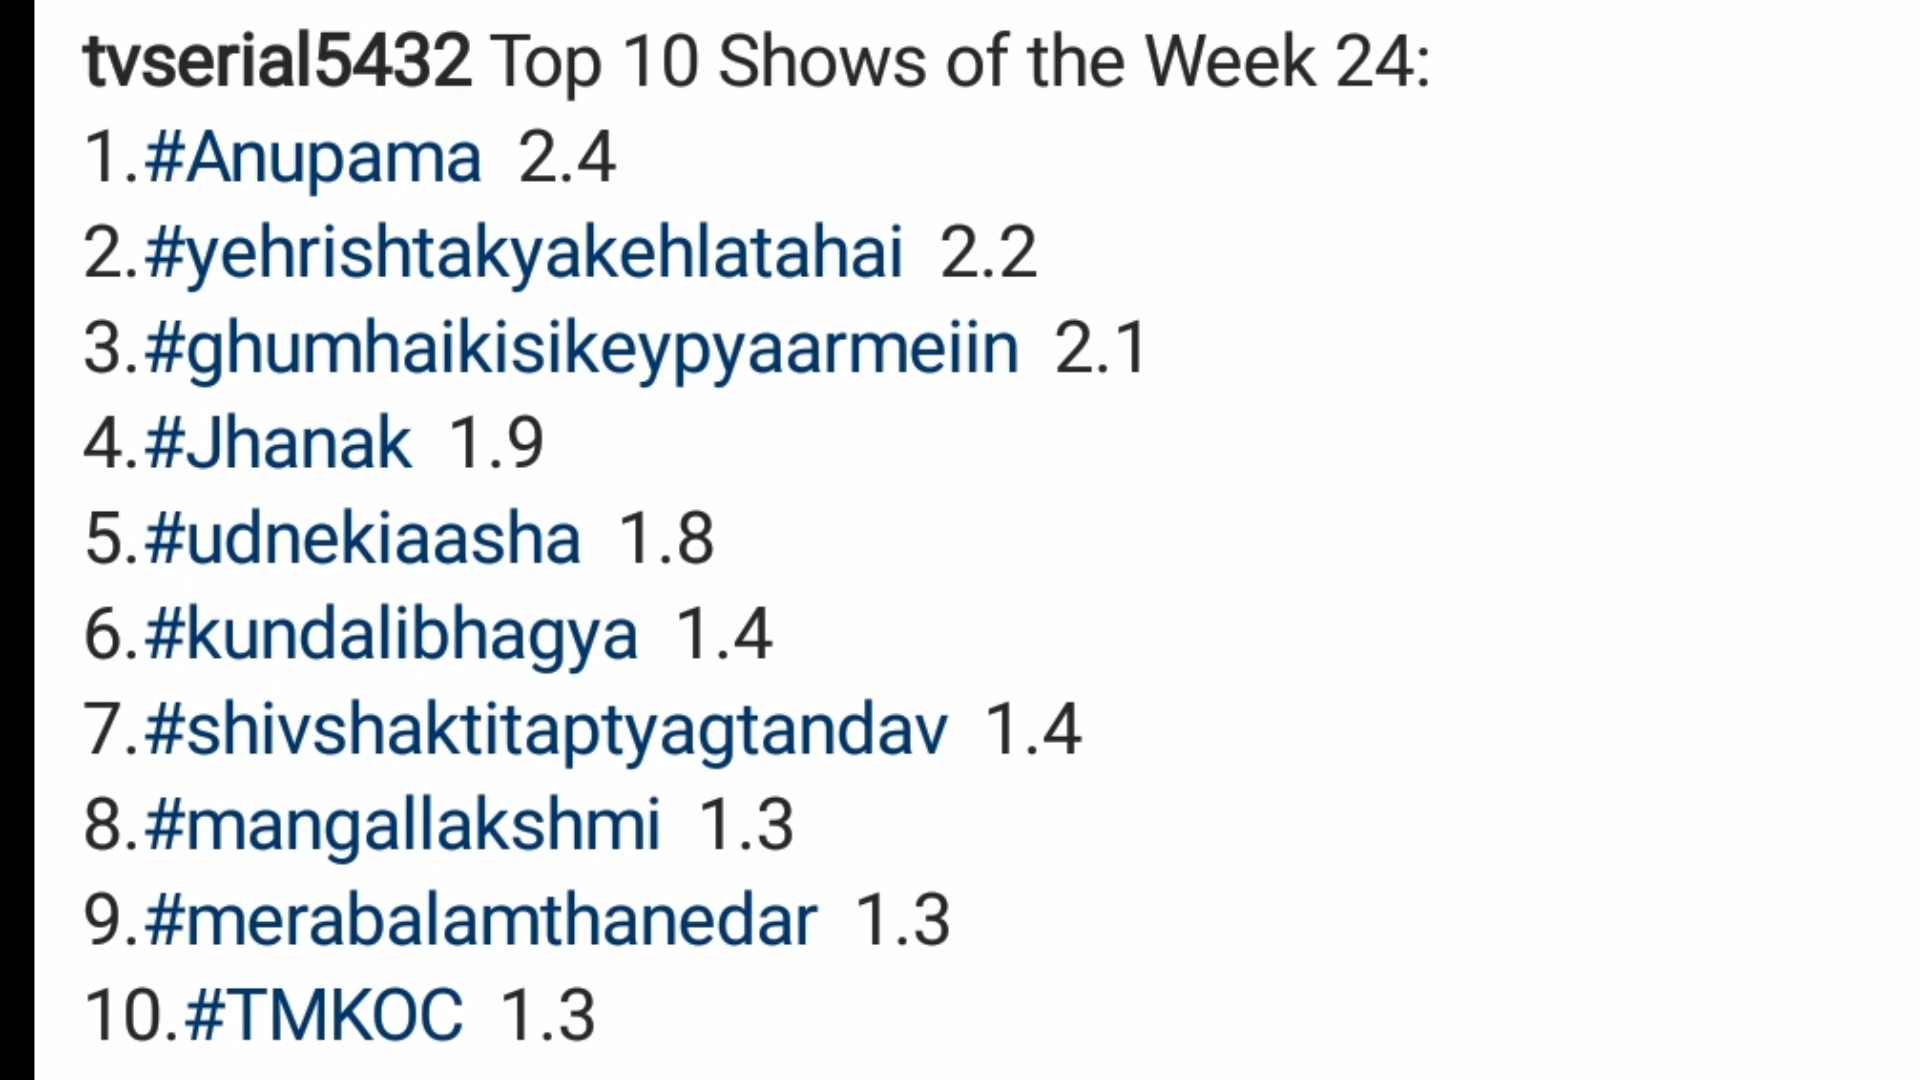 tvserial5432 Top 10 Shows of the Week 24:
1.#Anupama 2.4
2.#yehrishtakyakehlatahai 2.2
3.#ghumhaikisikeypyaarmeiin 2.1
4.#Jhanak 1.9
5.#udnekiaasha 1.8
6.#kundalibhagya 1.4
7.#shivshaktitaptyagtandav 1.4
8.#mangallakshmi 1.3
9.#merabalamthanedar 1.3
10.#TMKOC 1.3